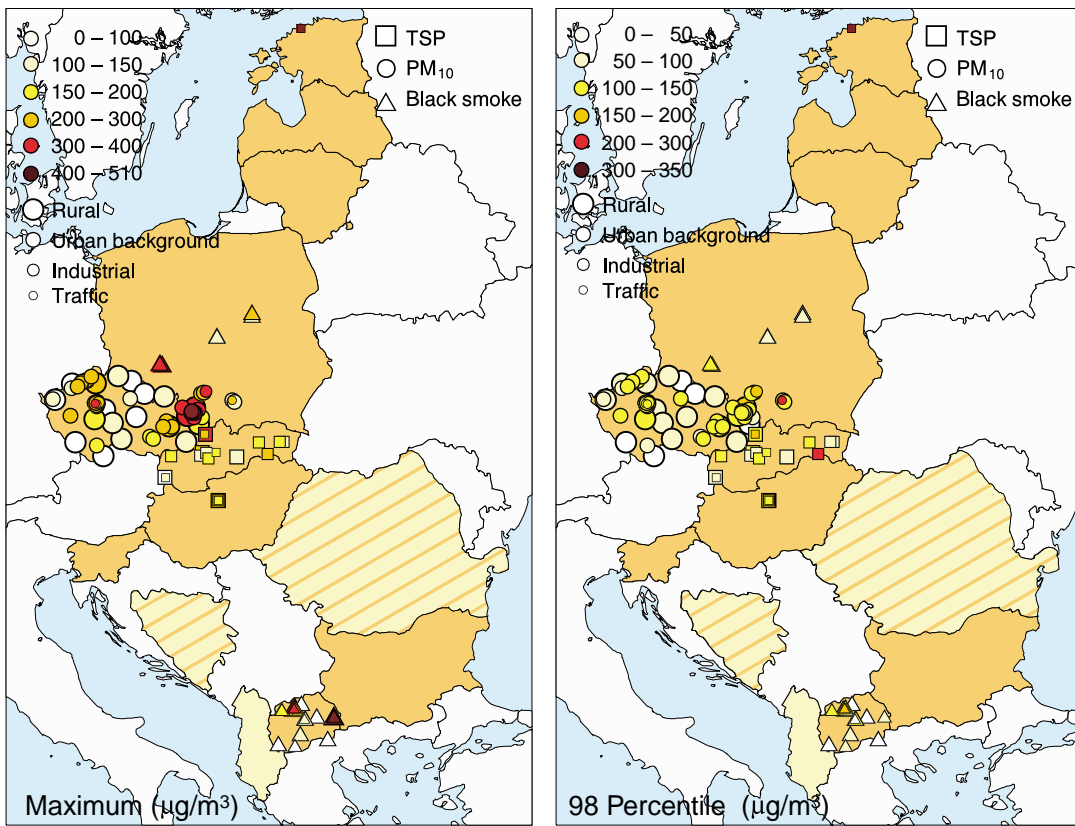 0 – 100
100 – 150
150 – 200
200 – 300
300 – 400
400 – 510
Rural
Urban background
Industrial
Traffic
TSP
PM₁₀
Black smoke
Maximum (µg/m³)
0 – 50
50 – 100
100 – 150
150 – 200
200 – 300
300 – 350
Rural
Urban background
Industrial
Traffic
TSP
PM₁₀
Black smoke
98 Percentile (µg/m³)